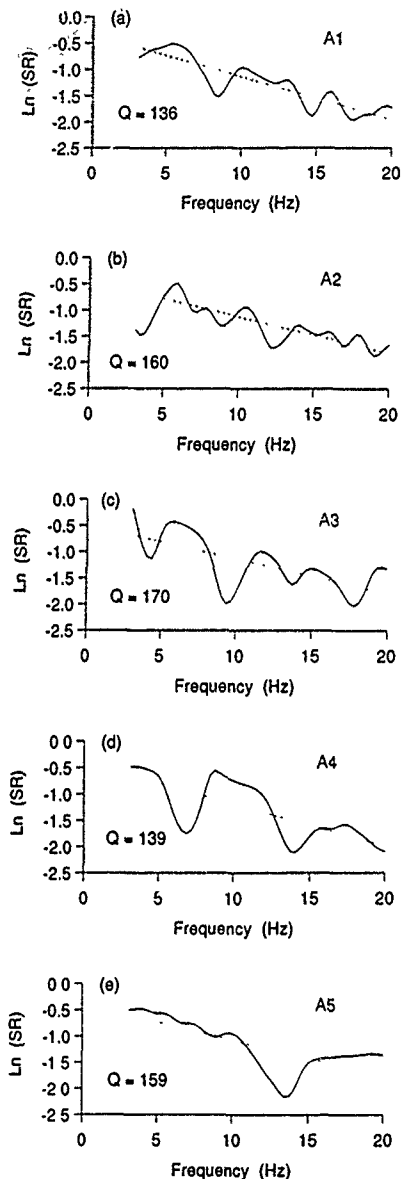 (a)
A1
0.0
-0.5
-1.0
-1.5
-2.0
-2.5
Ln (SR)
Q = 136
0 5 10 15 20
Frequency (Hz)
(b)
A2
0.0
-0.5
-1.0
-1.5
-2.0
-2.5
Ln (SR)
Q = 160
0 5 10 15 20
Frequency (Hz)
(c)
A3
0.0
-0.5
-1.0
-1.5
-2.0
-2.5
Ln (SR)
Q = 170
0 5 10 15 20
Frequency (Hz)
(d)
A4
0 0
-0.5
-1.0
-1.5
-2.0
-2.5
Ln (SR)
Q = 139
0 5 10 15 20
Frequency (Hz)
(e)
A5
0 0
-0.5
-1.0
-1.5
-2 0
-2 5
Ln (SR)
Q = 159
0 5 10 15 20
Frequency (Hz)